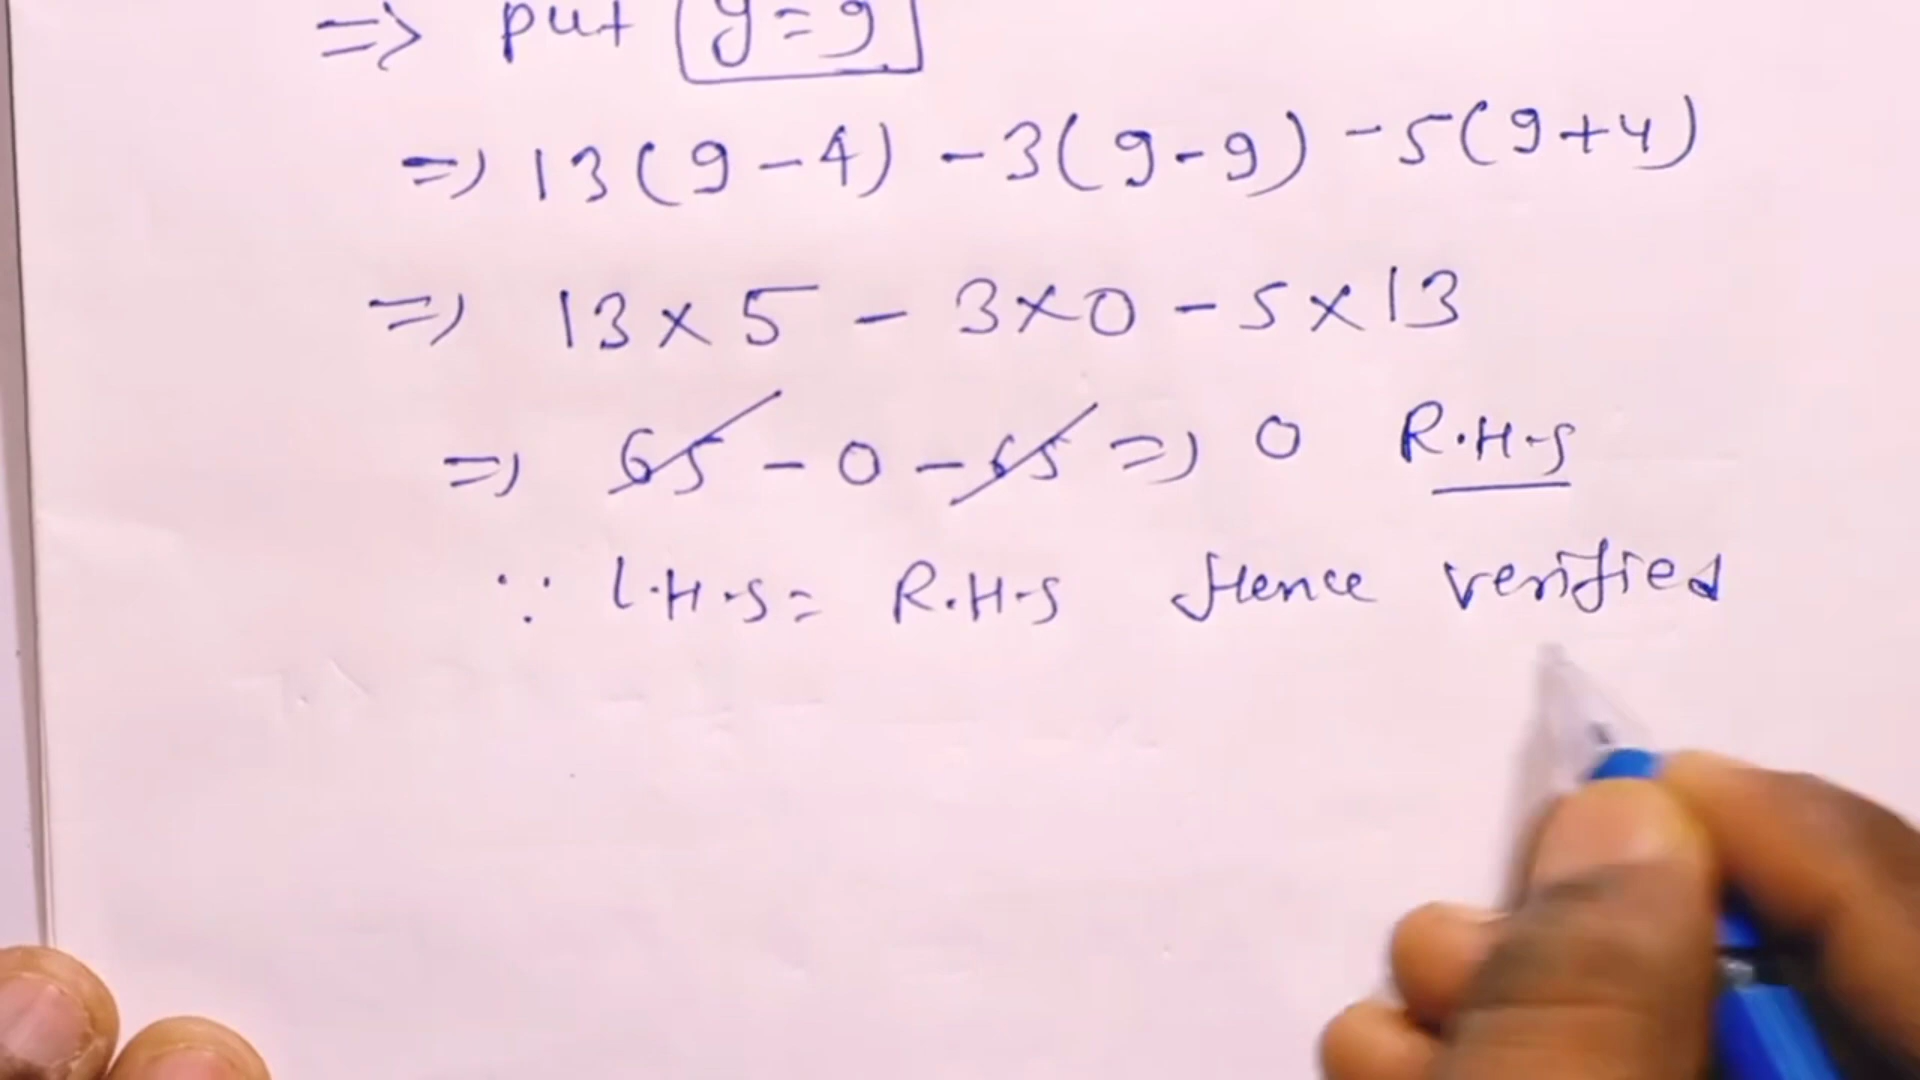 => put y=9
=> 13(9-4) -3(9-9) -5(9+4)
=> 13×5 - 3×0 - 5×13
=> 65 - 0 - 65 => 0 R.H.S
∵ L.H.S = R.H.S Hence verified